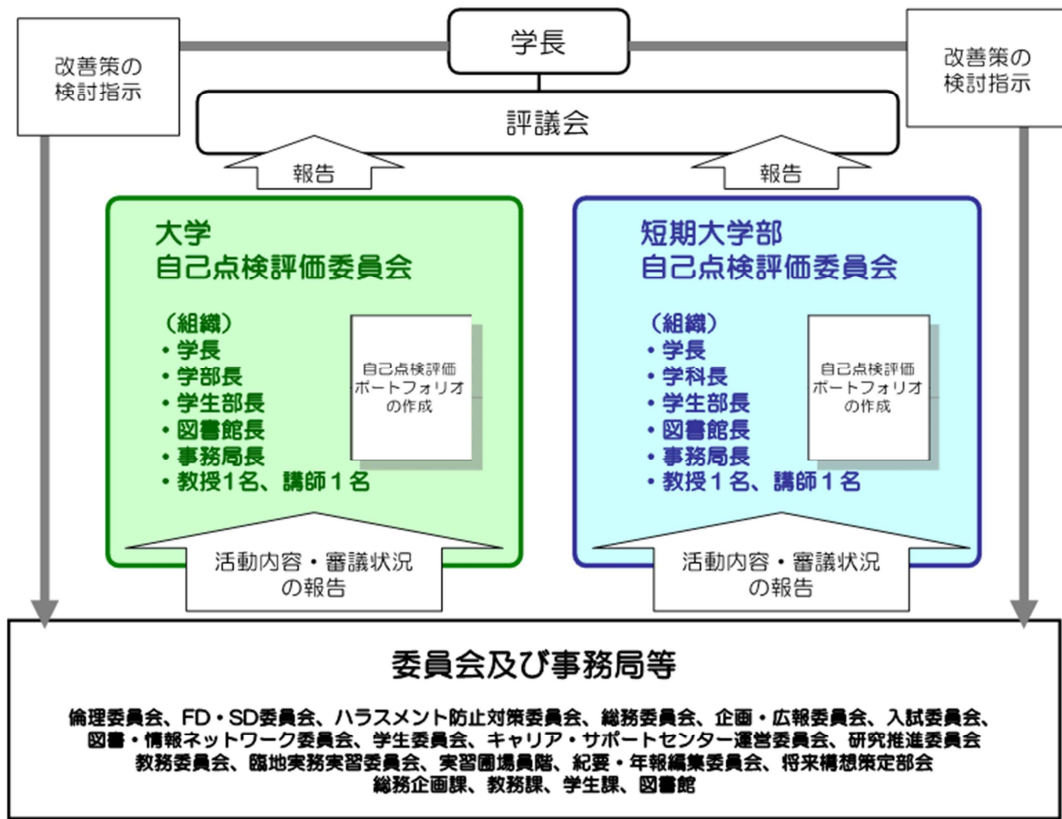 改善策の
検討指示
学長
改善策の
検討指示
評議会
報告
報告
大学
自己点検評価委員会
(組織)
・学長
・学部長
・学生部長
・図書館長
・事務局長
・教授1名、講師1名
自己点検評価
ポートフォリオ
の作成
短期大学部
自己点検評価委員会
(組織)
・学長
・学科長
・学生部長
・図書館長
・事務局長
・教授1名、講師1名
自己点検評価
ポートフォリオ
の作成
活動内容・審議状況
の報告
活動内容・審議状況
の報告
委員会及び事務局等
倫理委員会、FD・SD委員会、ハラスメント防止対策委員会、総務委員会、企画・広報委員会、入試委員会、
図書・情報ネットワーク委員会、学生委員会、キャリア・サポートセンター運営委員会、研究推進委員会
教務委員会、臨地実務実習委員会、実習圃場員階、紀要・年報編集委員会、将来構想策定部会
総務企画課、教務課、学生課、図書館